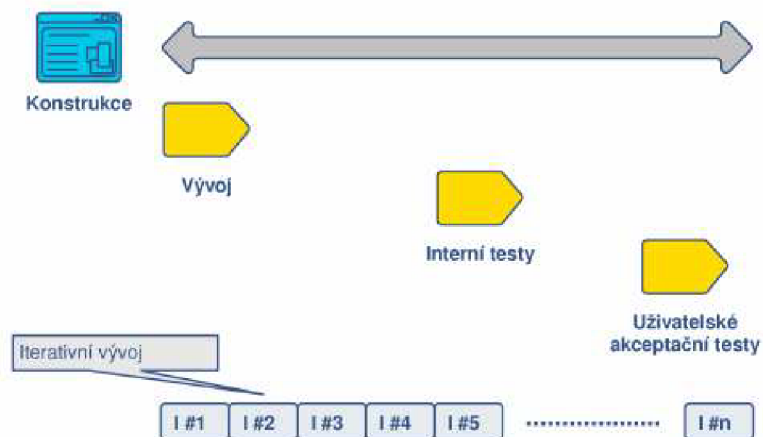 Konstrukce
Vývoj
Interní testy
Uživatelské
akceptační testy
Iterativní vývoj
I #1 I #2 I #3 I #4 I #5 I #n